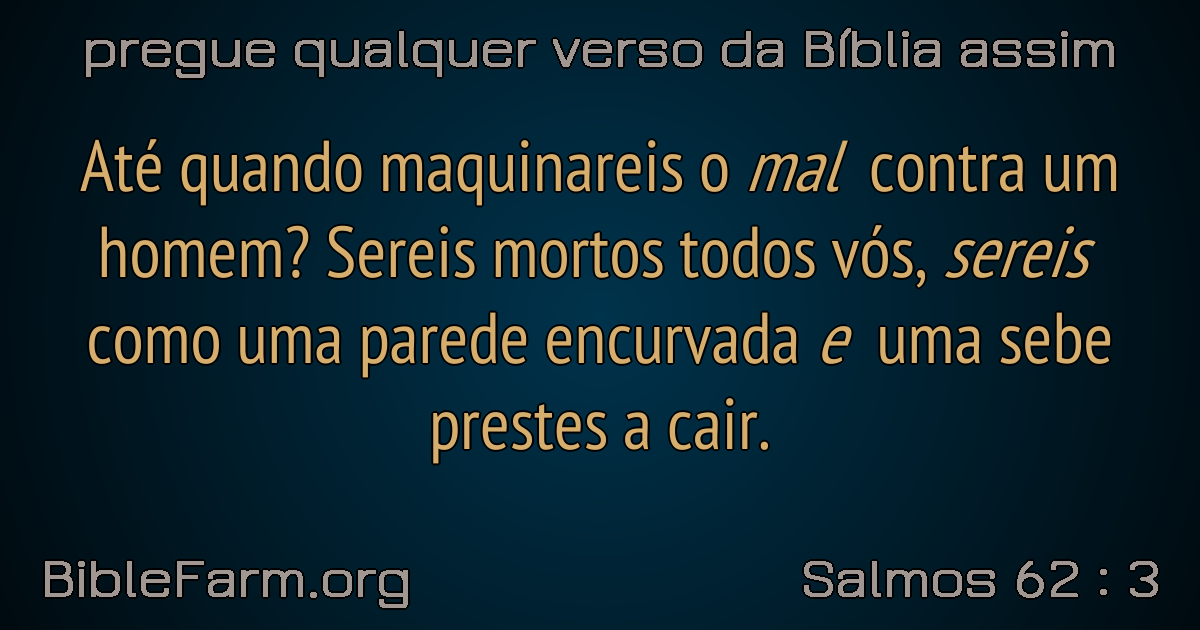 pregue qualquer verso da Bíblia assim
Até quando maquinareis o mal contra um
homem? Sereis mortos todos vós, sereis
como uma parede encurvada e uma sebe
prestes a cair.
BibleFarm.org
Salmos 62 : 3